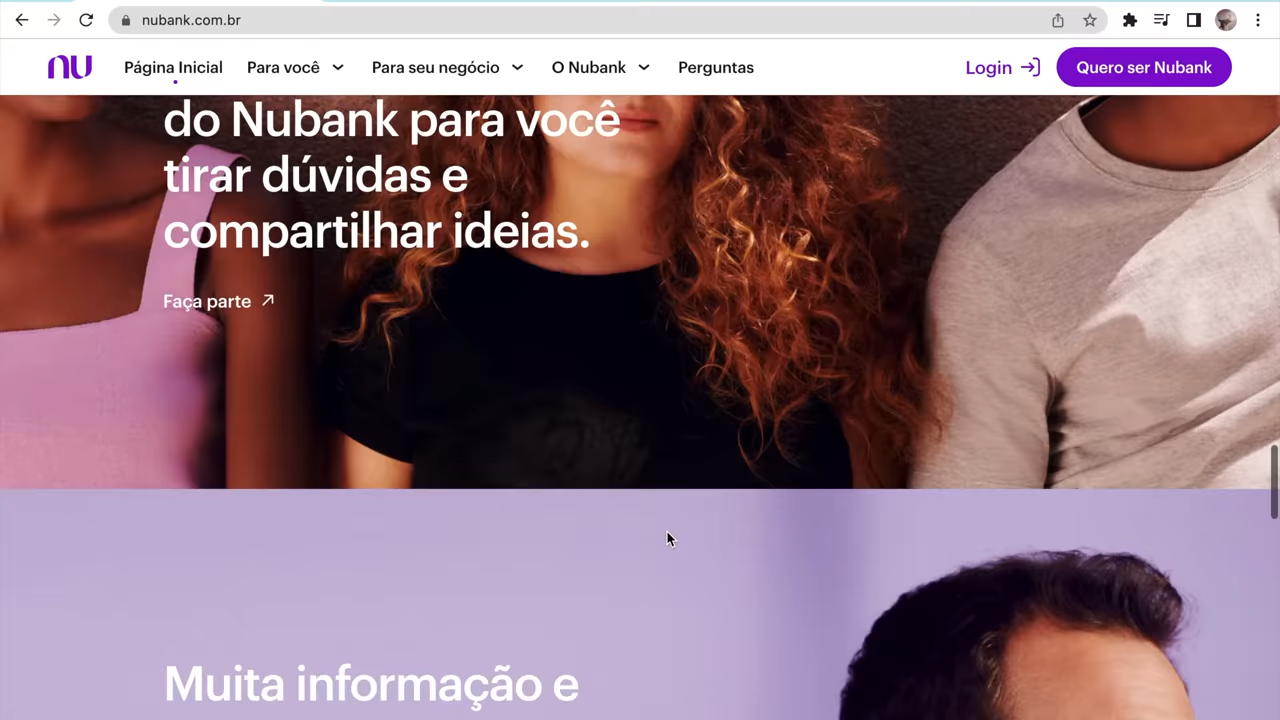 nubank.com.br
nu
Página Inicial
Para você
Para seu negócio
O Nubank
Perguntas
Login
Quero ser Nubank
do Nubank para você
tirar dúvidas e
compartilhar ideias.
Faça parte
Muita informação e